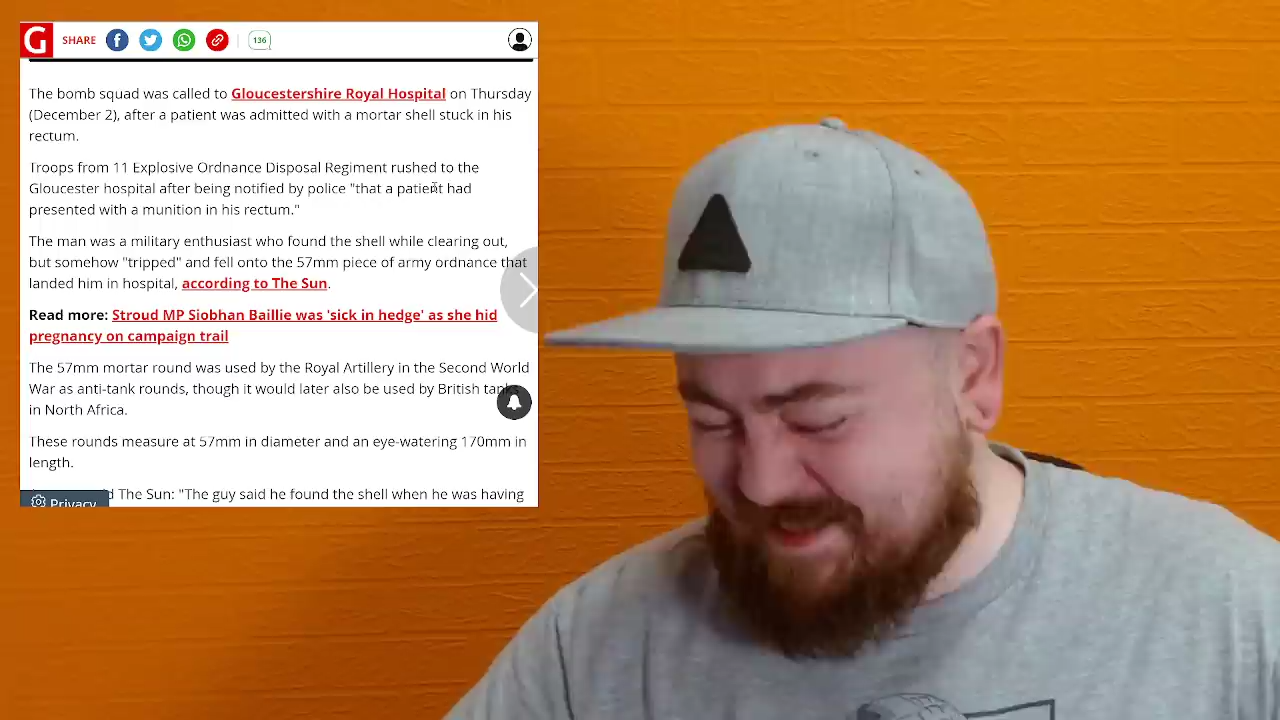 G SHARE 136
The bomb squad was called to Gloucestershire Royal Hospital on Thursday
(December 2), after a patient was admitted with a mortar shell stuck in his
rectum.
Troops from 11 Explosive Ordnance Disposal Regiment rushed to the
Gloucester hospital after being notified by police "that a patient had
presented with a munition in his rectum."
The man was a military enthusiast who found the shell while clearing out,
but somehow "tripped" and fell onto the 57mm piece of army ordnance that
landed him in hospital, according to The Sun.
Read more: Stroud MP Siobhan Baillie was 'sick in hedge' as she hid
pregnancy on campaign trail
The 57mm mortar round was used by the Royal Artillery in the Second World
War as anti-tank rounds, though it would later also be used by British tanks
in North Africa.
These rounds measure at 57mm in diameter and an eye-watering 170mm in
length.
The Sun: "The guy said he found the shell when he was having
Privacy